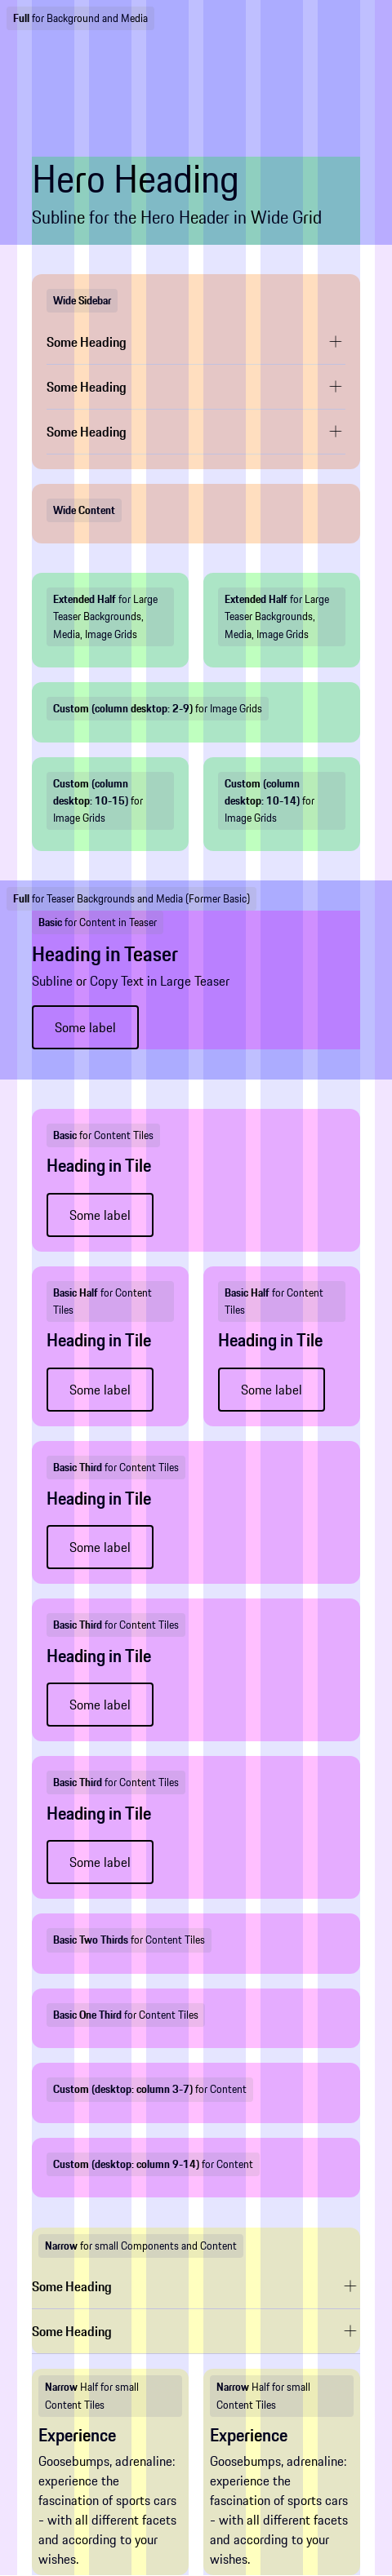 Full for Background and Media
Hero Heading
Subline for the Hero Header in Wide Grid
Wide Sidebar
Some Heading
Some Heading
Some Heading
Wide Content
Extended Half for Large
Teaser Backgrounds,
Media, Image Grids
Extended Half for Large
Teaser Backgrounds,
Media, Image Grids
Custom (column desktop: 2-9) for Image Grids
Custom (column
desktop: 10-15) for
Image Grids
Custom (column
desktop: 10-14) for
Image Grids
Full for Teaser Backgrounds and Media (Former Basic)
Basic for Content in Teaser
Heading in Teaser
Subline or Copy Text in Large Teaser
Some label
Basic for Content Tiles
Heading in Tile
Some label
Basic Half for Content
Tiles
Heading in Tile
Some label
Basic Half for Content
Tiles
Heading in Tile
Some label
Basic Third for Content Tiles
Heading in Tile
Some label
Basic Third for Content Tiles
Heading in Tile
Some label
Basic Third for Content Tiles
Heading in Tile
Some label
Basic Two Thirds for Content Tiles
Basic One Third for Content Tiles
Custom (desktop: column 3-7) for Content
Custom (desktop: column 9-14) for Content
Narrow for small Components and Content
Some Heading
Some Heading
Narrow Half for small
Content Tiles
Experience
Goosebumps, adrenaline:
experience the
fascination of sports cars
- with all different facets
and according to your
wishes.
Narrow Half for small
Content Tiles
Experience
Goosebumps, adrenaline:
experience the
fascination of sports cars
- with all different facets
and according to your
wishes.